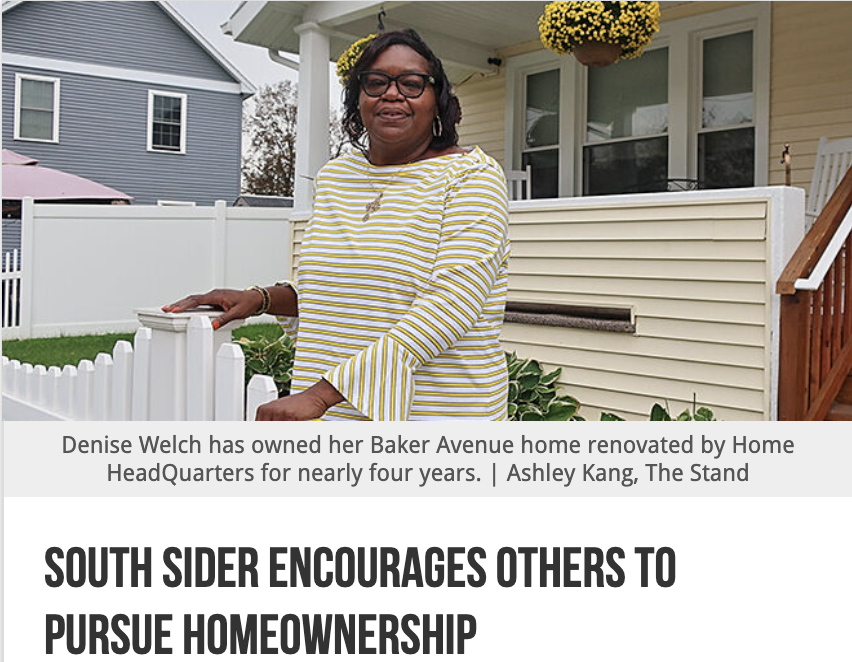 Denise Welch has owned her Baker Avenue home renovated by Home
HeadQuarters for nearly four years. | Ashley Kang, The Stand
SOUTH SIDER ENCOURAGES OTHERS TO
PURSUE HOMEOWNERSHIP